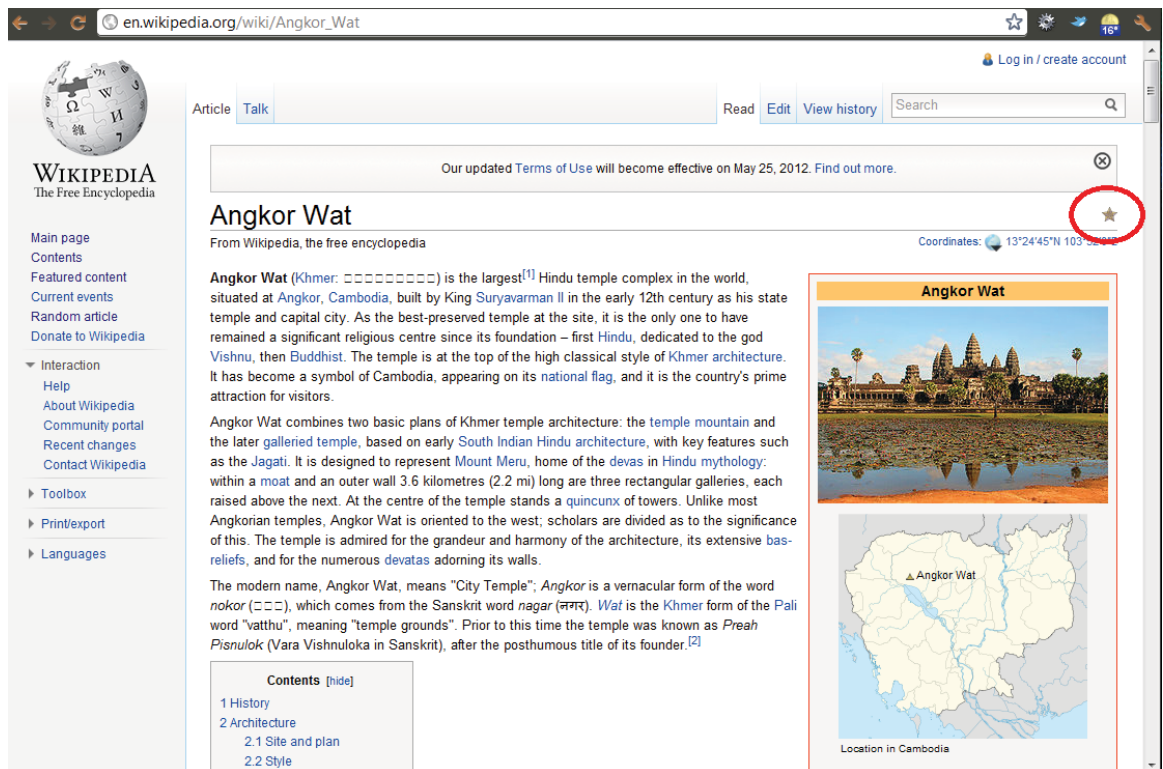 en.wikipedia.org/wiki/Angkor_Wat
16°
Log in / create account
Article Talk
Read Edit View history Search
WIKIPEDIA
The Free Encyclopedia
Our updated Terms of Use will become effective on May 25, 2012. Find out more.
Angkor Wat
From Wikipedia, the free encyclopedia
Coordinates: 13°24'45"N
Main page
Contents
Featured content
Current events
Random article
Donate to Wikipedia
Interaction
Help
About Wikipedia
Community portal
Recent changes
Contact Wikipedia
Toolbox
Print/export
Languages
Angkor Wat (Khmer: □□□□□□□□□) is the largest[1] Hindu temple complex in the world,
situated at Angkor, Cambodia, built by King Suryavarman II in the early 12th century as his state
temple and capital city. As the best-preserved temple at the site, it is the only one to have
remained a significant religious centre since its foundation – first Hindu, dedicated to the god
Vishnu, then Buddhist. The temple is at the top of the high classical style of Khmer architecture.
It has become a symbol of Cambodia, appearing on its national flag, and it is the country's prime
attraction for visitors.
Angkor Wat combines two basic plans of Khmer temple architecture: the temple mountain and
the later galleried temple, based on early South Indian Hindu architecture, with key features such
as the Jagati. It is designed to represent Mount Meru, home of the devas in Hindu mythology:
within a moat and an outer wall 3.6 kilometres (2.2 mi) long are three rectangular galleries, each
raised above the next. At the centre of the temple stands a quincunx of towers. Unlike most
Angkorian temples, Angkor Wat is oriented to the west; scholars are divided as to the significance
of this. The temple is admired for the grandeur and harmony of the architecture, its extensive bas-
reliefs, and for the numerous devatas adorning its walls.
The modern name, Angkor Wat, means "City Temple"; Angkor is a vernacular form of the word
nokor (□□□), which comes from the Sanskrit word nagar (नगर). Wat is the Khmer form of the Pali
word "vatthu", meaning "temple grounds". Prior to this time the temple was known as Preah
Pisnulok (Vara Vishnuloka in Sanskrit), after the posthumous title of its founder.[2]
Contents [hide]
1 History
2 Architecture
2.1 Site and plan
2.2 Style
Angkor Wat
Angkor Wat
Location in Cambodia